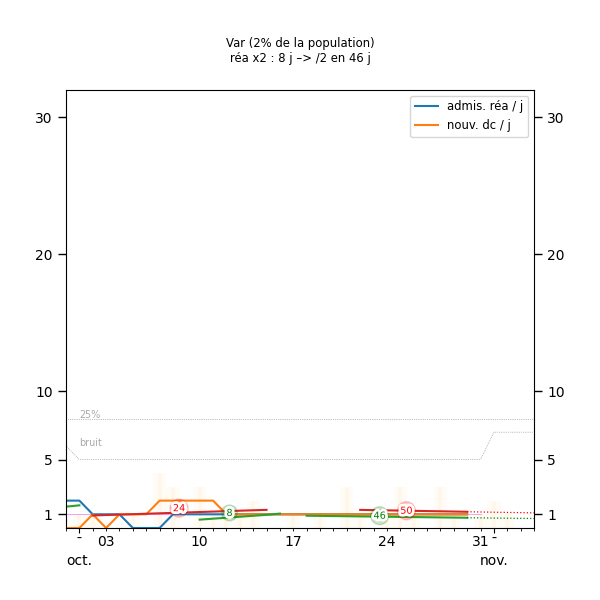 Var (2% de la population)
réa x2 : 8 j –> /2 en 46 j
admis. réa / j
nouv. dc / j
30 30
20 20
10 10
25%
bruit
5 5
24 8 46 50
1 1
- 03 10 17 24 31 -
oct. nov.